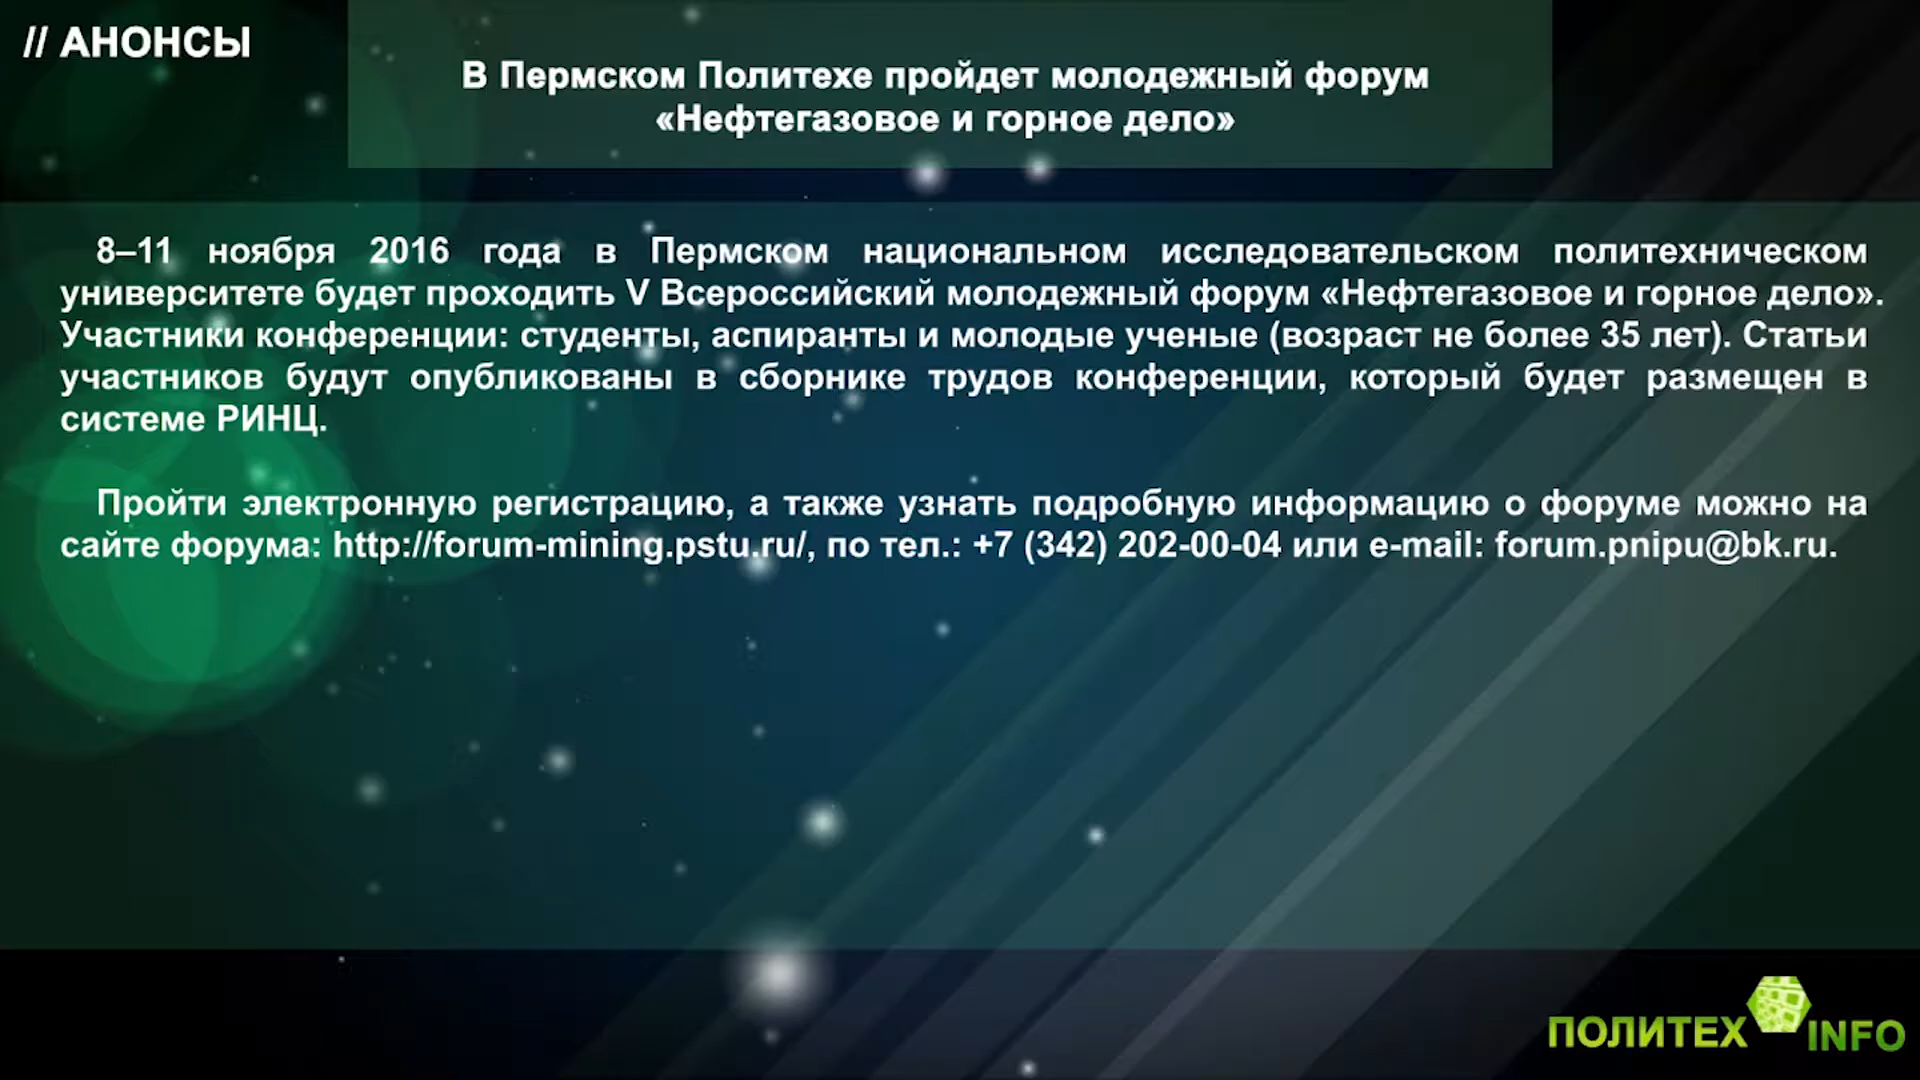 // АНОНСЫ
В Пермском Политехе пройдет молодежный форум
«Нефтегазовое и горное дело»
8–11 ноября 2016 года в Пермском национальном исследовательском политехническом
университете будет проходить V Всероссийский молодежный форум «Нефтегазовое и горное дело».
Участники конференции: студенты, аспиранты и молодые ученые (возраст не более 35 лет). Статьи
участников будут опубликованы в сборнике трудов конференции, который будет размещен в
системе РИНЦ.
Пройти электронную регистрацию, а также узнать подробную информацию о форуме можно на
сайте форума: http://forum-mining.pstu.ru/, по тел.: +7 (342) 202-00-04 или e-mail: forum.pnipu@bk.ru.
ПОЛИТЕХ INFO